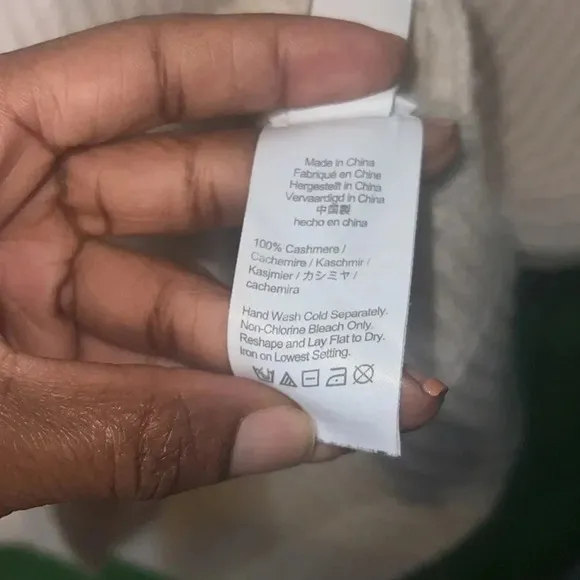 Made in China
Fabriqué en Chine
Hergestellt in China
Vervaardigd in China
中国製
hecho en china
100% Cashmere /
Cachemire / Kaschmir /
Kasjmier / カシミヤ /
cachemira
Hand Wash Cold Separately.
Non-Chlorine Bleach Only.
Reshape and Lay Flat to Dry.
Iron on Lowest Setting.